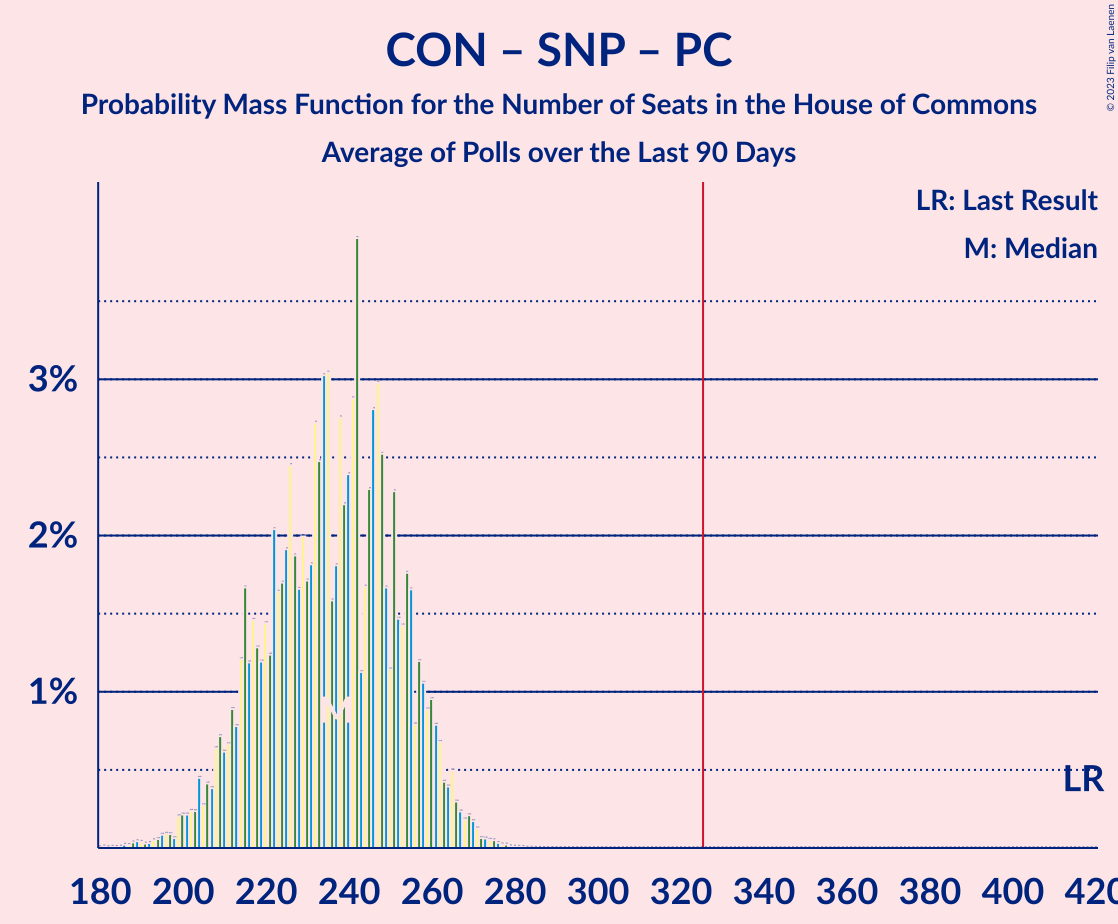 CON – SNP – PC
Probability Mass Function for the Number of Seats in the House of Commons
Average of Polls over the Last 90 Days
© 2023 Filip van Laenen
LR: Last Result
M: Median
3%
2%
1%
M
LR
180 200 220 240 260 280 300 320 340 360 380 400 420